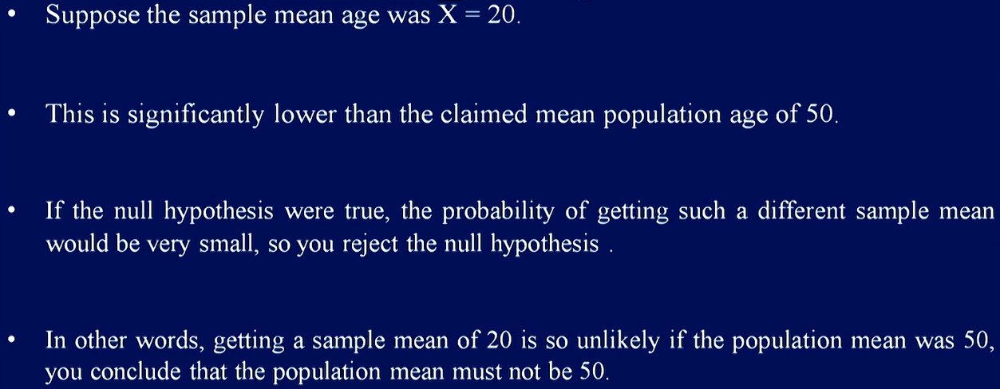 • Suppose the sample mean age was X = 20.
• This is significantly lower than the claimed mean population age of 50.
• If the null hypothesis were true, the probability of getting such a different sample mean
would be very small, so you reject the null hypothesis .
• In other words, getting a sample mean of 20 is so unlikely if the population mean was 50,
you conclude that the population mean must not be 50.